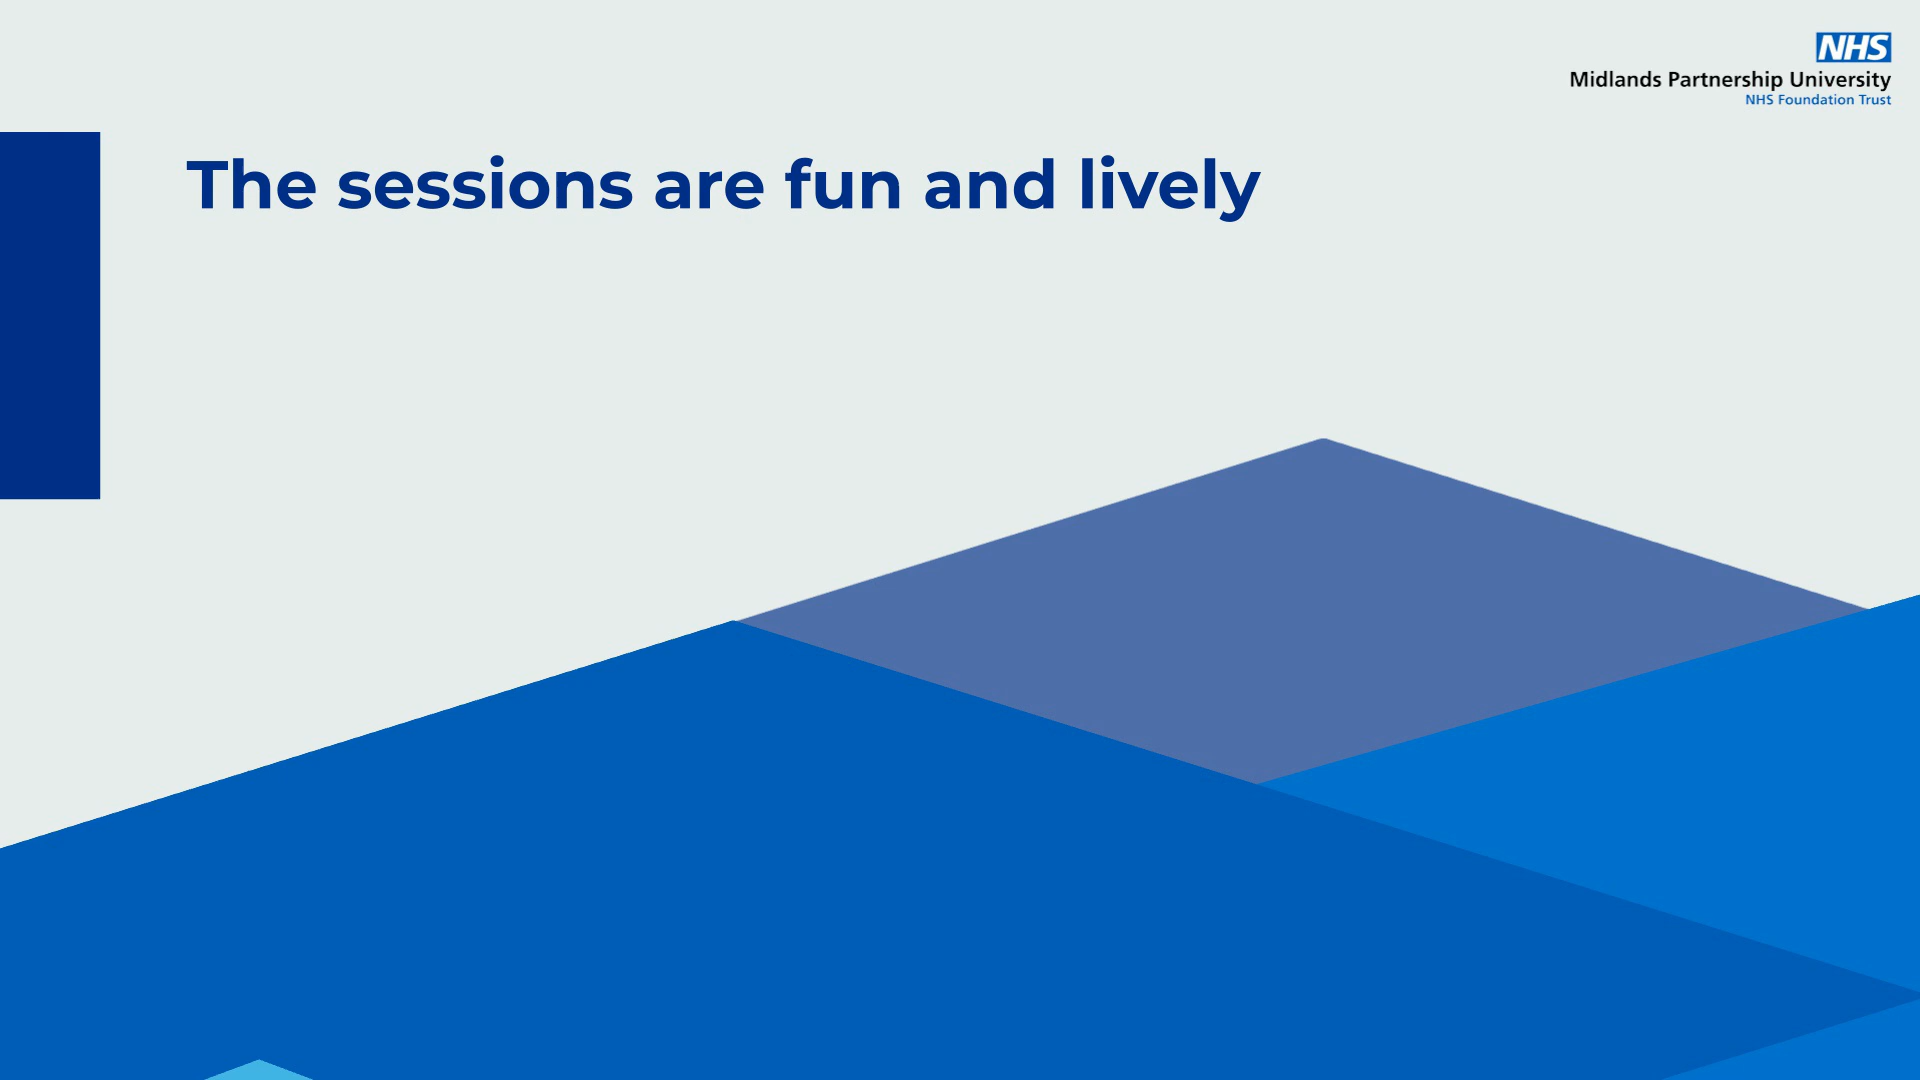 NHS
Midlands Partnership University
NHS Foundation Trust
The sessions are fun and lively